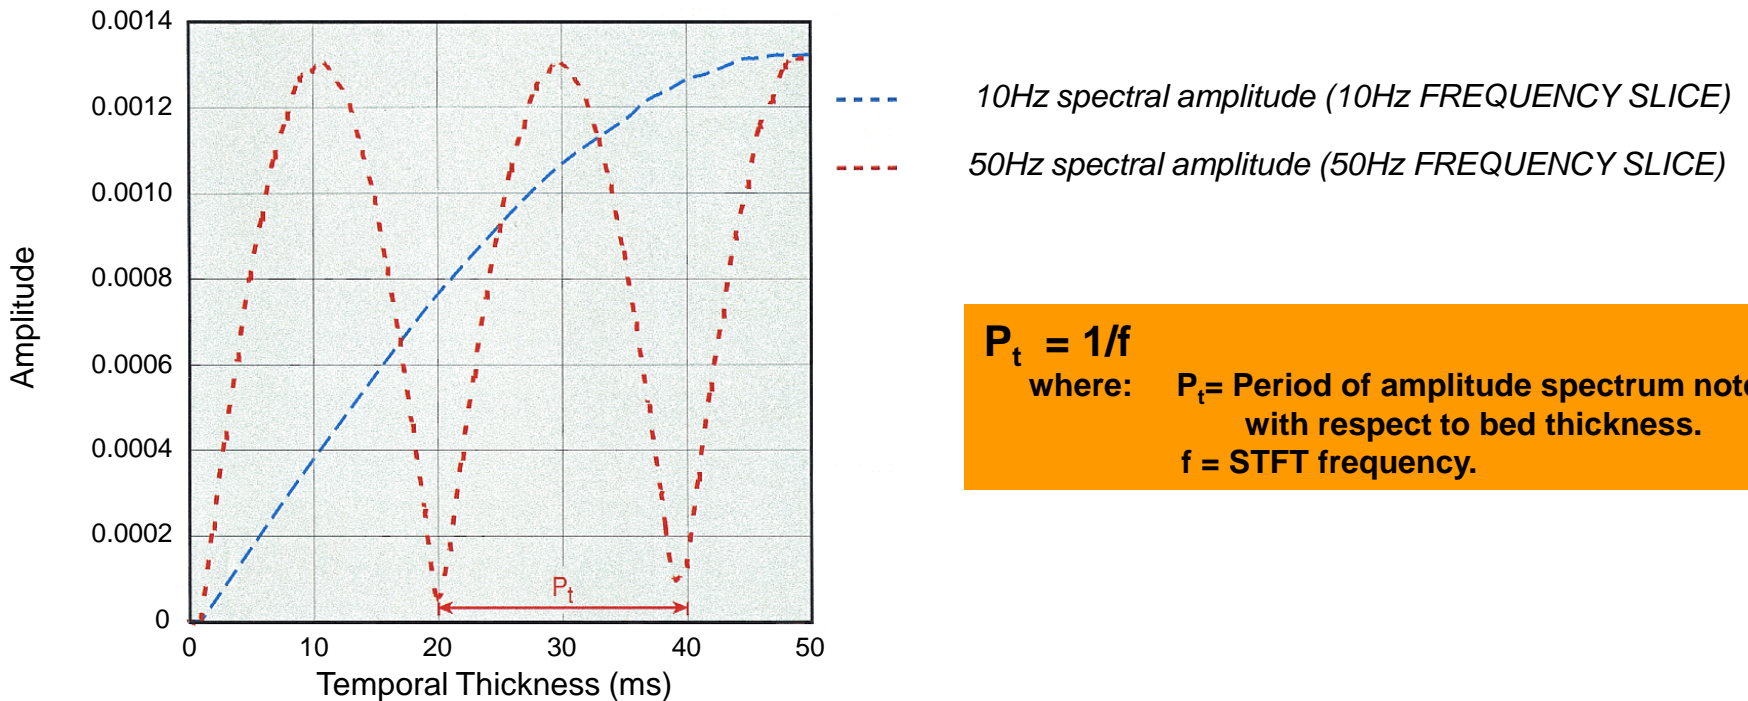 0.0014
0.0012
0.0010
0.0008
0.0006
0.0004
0.0002
0
Amplitude
0 10 20 30 40 50
Temporal Thickness (ms)
Pt
10Hz spectral amplitude (10Hz FREQUENCY SLICE)
50Hz spectral amplitude (50Hz FREQUENCY SLICE)
Pt = 1/f
where: Pt= Period of amplitude spectrum note
with respect to bed thickness.
f = STFT frequency.